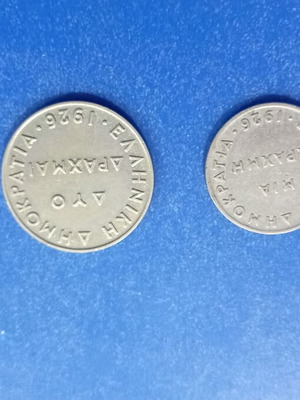 ΕΛΛΗΝΙΚΗ ΔΗΜΟΚΡΑΤΙΑ
ΔΥΟ
ΔΡΑΧΜΑΙ
·1926·
ΔΗΜΟΚΡΑΤΙΑ
ΜΙΑ
ΔΡΑΧΜΗ
·1926·